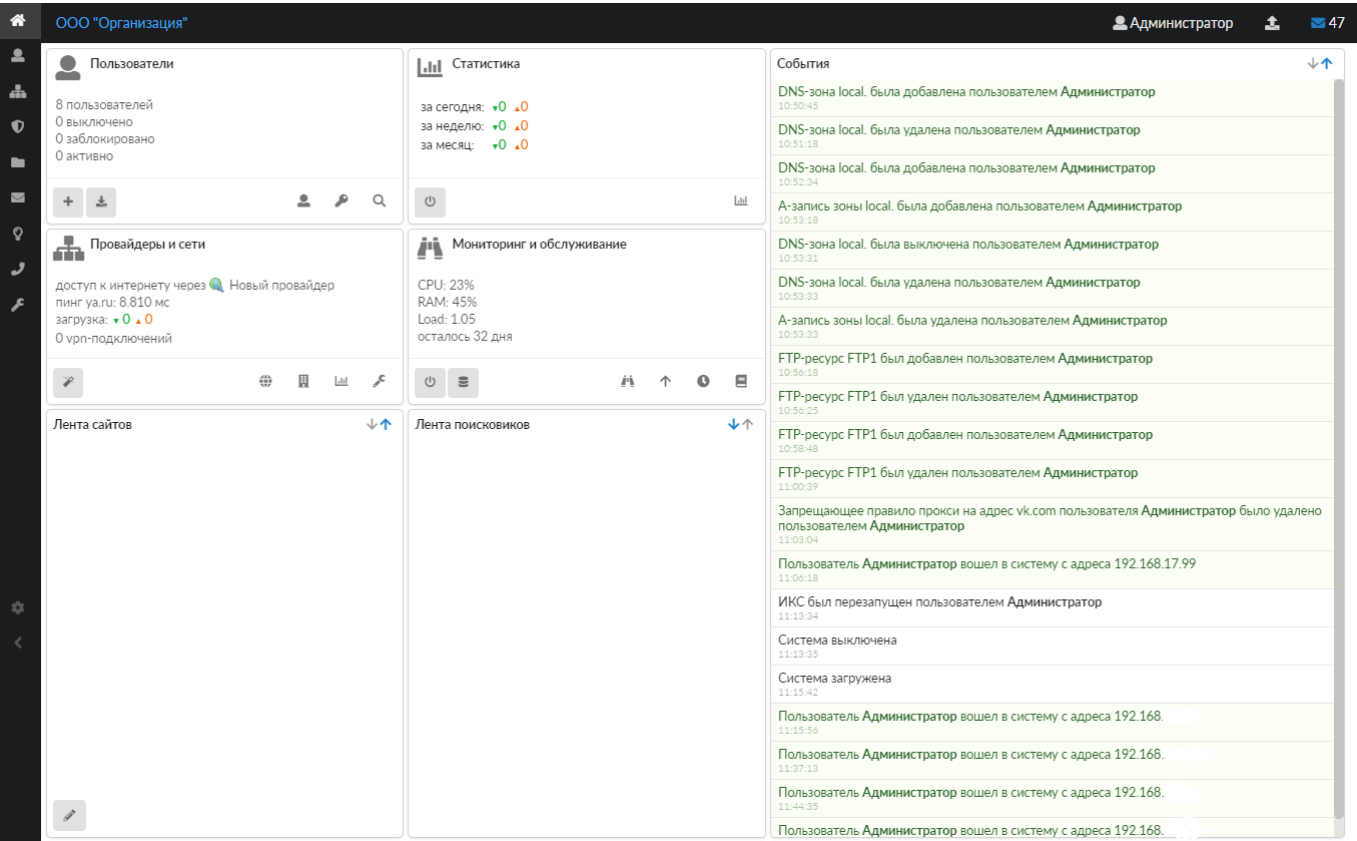 ООО "Организация"
Администратор
47
Пользователи
8 пользователей
0 выключено
0 заблокировано
0 активно
Статистика
за сегодня: ▾0 ▴0
за неделю: ▾0 ▴0
за месяц: ▾0 ▴0
Провайдеры и сети
доступ к интернету через Новый провайдер
пинг ya.ru: 8.810 мс
загрузка: ▾ 0 ▴ 0
0 vpn-подключений
Мониторинг и обслуживание
CPU: 23%
RAM: 45%
Load: 1.05
осталось 32 дня
Лента сайтов
Лента поисковиков
События
DNS-зона local. была добавлена пользователем Администратор
10:50:45
DNS-зона local. была удалена пользователем Администратор
10:51:18
DNS-зона local. была добавлена пользователем Администратор
10:52:34
А-запись зоны local. была добавлена пользователем Администратор
10:53:18
DNS-зона local. была выключена пользователем Администратор
10:53:31
DNS-зона local. была удалена пользователем Администратор
10:53:33
А-запись зоны local. была удалена пользователем Администратор
10:53:33
FTP-ресурс FTP1 был добавлен пользователем Администратор
10:56:18
FTP-ресурс FTP1 был удален пользователем Администратор
10:56:25
FTP-ресурс FTP1 был добавлен пользователем Администратор
10:58:48
FTP-ресурс FTP1 был удален пользователем Администратор
11:00:39
Запрещающее правило прокси на адрес vk.com пользователя Администратор было удалено
пользователем Администратор
11:03:04
Пользователь Администратор вошел в систему с адреса 192.168.17.99
11:06:18
ИКС был перезапущен пользователем Администратор
11:13:34
Система выключена
11:13:35
Система загружена
11:15:42
Пользователь Администратор вошел в систему с адреса 192.168.
11:15:56
Пользователь Администратор вошел в систему с адреса 192.168.
11:37:13
Пользователь Администратор вошел в систему с адреса 192.168.
11:44:35
Пользователь Администратор вошел в систему с адреса 192.168.